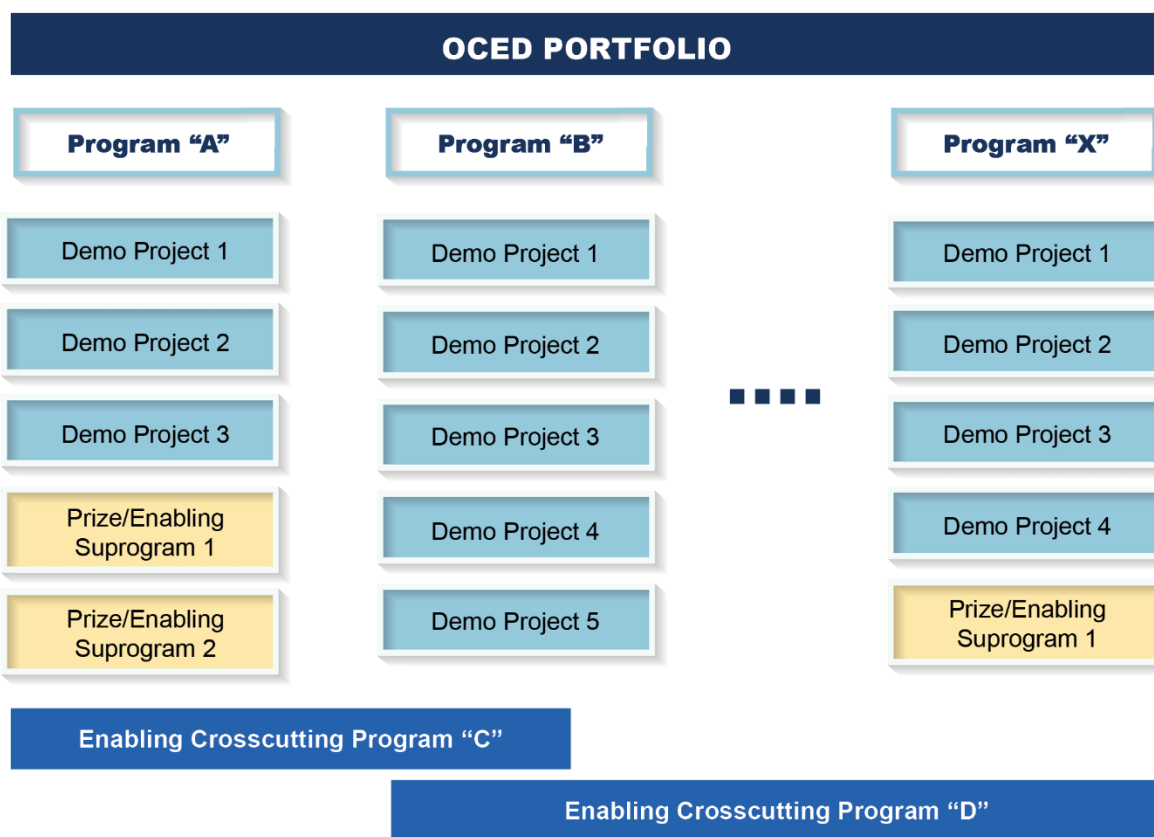 OCED PORTFOLIO
Program “A”
Demo Project 1
Demo Project 2
Demo Project 3
Prize/Enabling
Suprogram 1
Prize/Enabling
Suprogram 2
Program “B”
Demo Project 1
Demo Project 2
Demo Project 3
Demo Project 4
Demo Project 5
Program “X”
Demo Project 1
Demo Project 2
Demo Project 3
Demo Project 4
Prize/Enabling
Suprogram 1
Enabling Crosscutting Program “C”
Enabling Crosscutting Program “D”